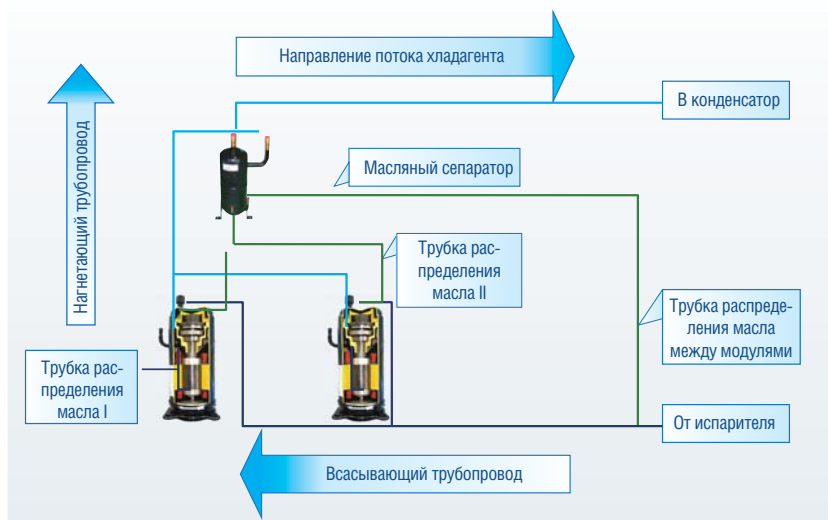 Направление потока хладагента
В конденсатор
Нагнетающий трубопровод
Масляный сепаратор
Трубка рас-
пределения
масла II
Трубка распреде-
ления масла
между модулями
Трубка рас-
пределения
масла I
От испарителя
Всасывающий трубопровод